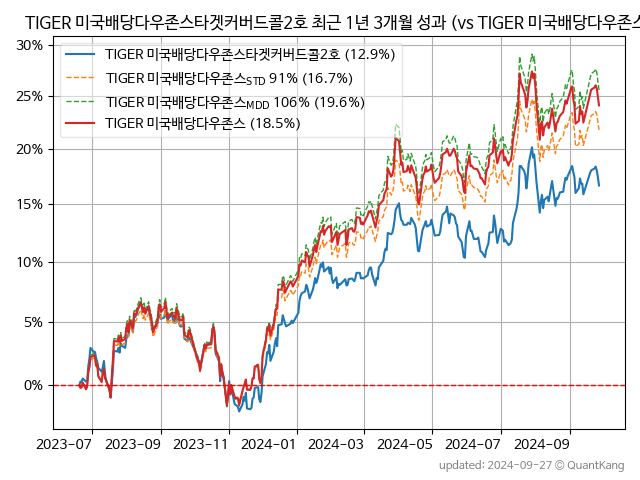 TIGER 미국배당다우존스타겟커버드콜2호 최근 1년 3개월 성과 (vs TIGER 미국배당다우존스
30%
25%
20%
15%
10%
5%
0%
TIGER 미국배당다우존스타겟커버드콜2호 (12.9%)
TIGER 미국배당다우존스STD 91% (16.7%)
TIGER 미국배당다우존스MDD 106% (19.6%)
TIGER 미국배당다우존스 (18.5%)
2023-07 2023-09 2023-11 2024-01 2024-03 2024-05 2024-07 2024-09
updated: 2024-09-27 © QuantKang